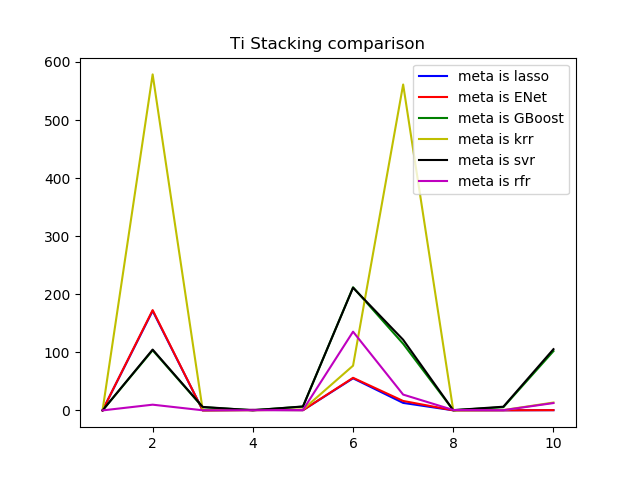 Ti Stacking comparison
600
500
400
300
200
100
0
2
4
6
8
10
meta is lasso
meta is ENet
meta is GBoost
meta is krr
meta is svr
meta is rfr